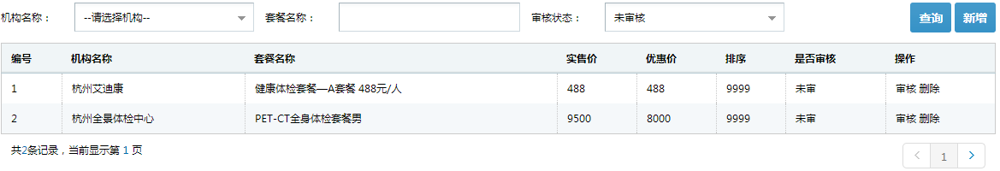 机构名称： --请选择机构-- 套餐名称： 审核状态： 未审核 查询 新增
编号 机构名称 套餐名称 实售价 优惠价 排序 是否审核 操作
1 杭州艾迪康 健康体检套餐—A套餐 488元/人 488 488 9999 未审 审核 删除
2 杭州全景体检中心 PET-CT全身体检套餐男 9500 8000 9999 未审 审核 删除
共2条记录，当前显示第 1 页 1